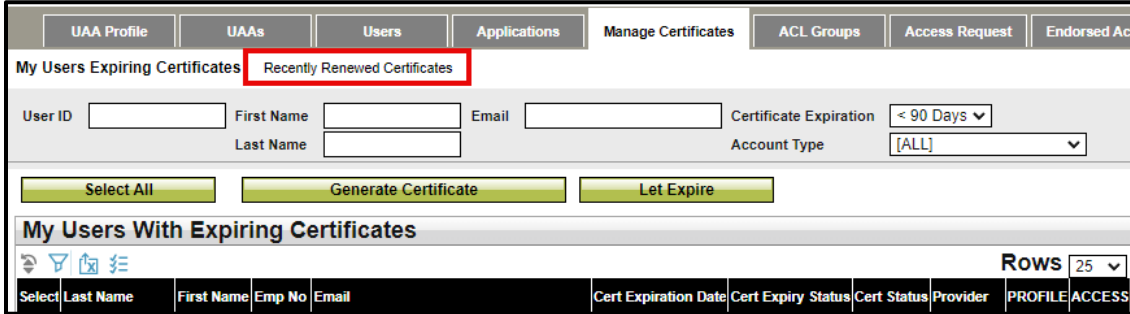 UAA Profile UAAs Users Applications Manage Certificates ACL Groups Access Request Endorsed Ac
My Users Expiring Certificates Recently Renewed Certificates
User ID First Name Email Certificate Expiration < 90 Days
Last Name Account Type [ALL]
Select All Generate Certificate Let Expire
My Users With Expiring Certificates
Rows 25
Select Last Name First Name Emp No Email Cert Expiration Date Cert Expiry Status Cert Status Provider PROFILE ACCESS